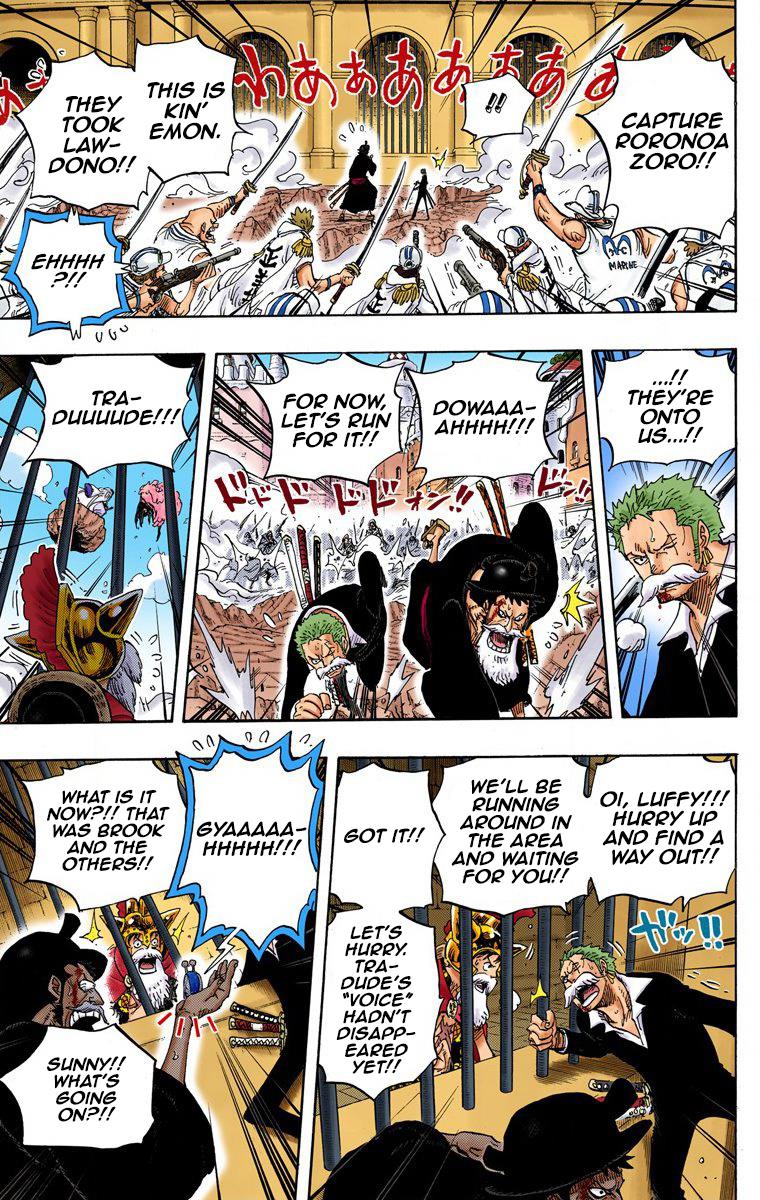 CAPTURE
RORONOA
ZORO!!
!!
THIS IS
KIN'
EMON.
THEY
TOOK
LAW-
DONO!!
EHHHH
?!!
わあぁぁあああぁああ
MARINE
....!!
THEY'RE
ONTO
US...!!
DOWAAA-
AHHHH!!!
FOR NOW,
LET'S RUN
FOR IT!!
ドン!!
ドドドドドォン!!
TRA-
DUUUUDE!!!
OI, LUFFY!!!
HURRY UP
AND FIND A
WAY OUT!!
WE'LL BE
RUNNING
AROUND IN
THE AREA
AND WAITING
FOR YOU!!
GOT IT!!
LET'S
HURRY.
TRA-
DUDE'S
"VOICE"
HADN'T
DISAPP-
EARED
YET!!
ガッ!!
GYAAAAA-
HHHHH!!!
WHAT IS IT
NOW?!! THAT
WAS BROOK
AND THE
OTHERS!!
SUNNY!!
WHAT'S
GOING
ON?!!